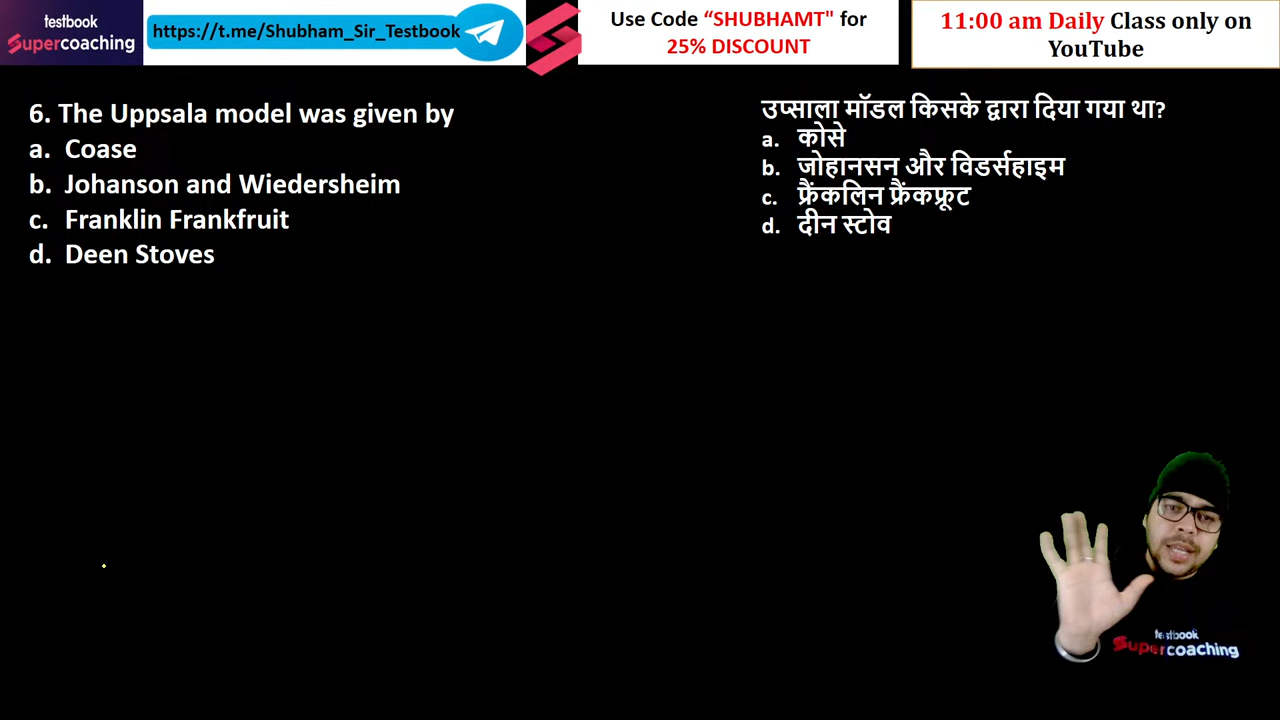 testbook
Supercoaching
https://t.me/Shubham_Sir_Testbook
Use Code “SHUBHAMT" for
25% DISCOUNT
11:00 am Daily Class only on
YouTube
6. The Uppsala model was given by
a. Coase
b. Johanson and Wiedersheim
c. Franklin Frankfruit
d. Deen Stoves
उप्साला मॉडल किसके द्वारा दिया गया था?
a. कोसे
b. जोहानसन और विडर्सहाइम
c. फ्रैंकलिन फ्रैंकफ्रूट
d. दीन स्टोव
testbook
Supercoaching